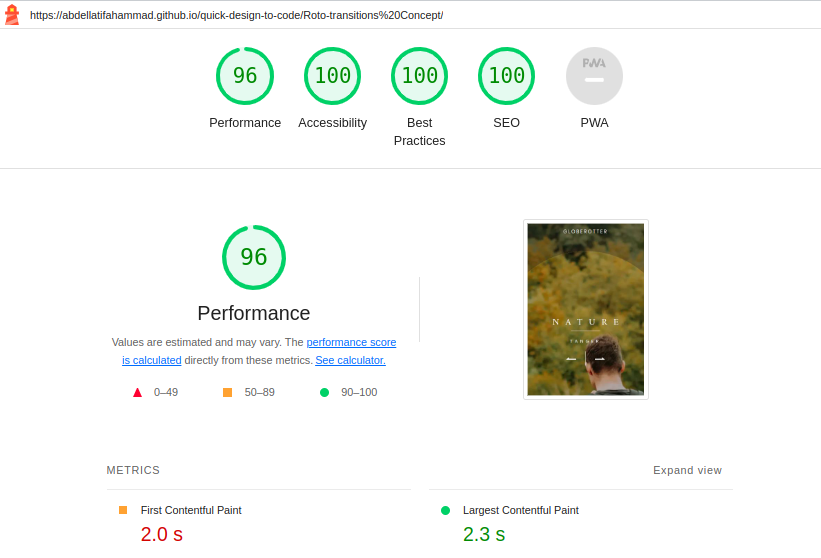 https://abdellatifahammad.github.io/quick-design-to-code/Roto-transitions%20Concept/
96 100 100 100 PWA
Performance Accessibility Best Practices SEO PWA
96
Performance
Values are estimated and may vary. The performance score
is calculated directly from these metrics. See calculator.
0–49 50–89 90–100
GLOBEROTTER
NATURE
METRICS
Expand view
First Contentful Paint
2.0 s
Largest Contentful Paint
2.3 s